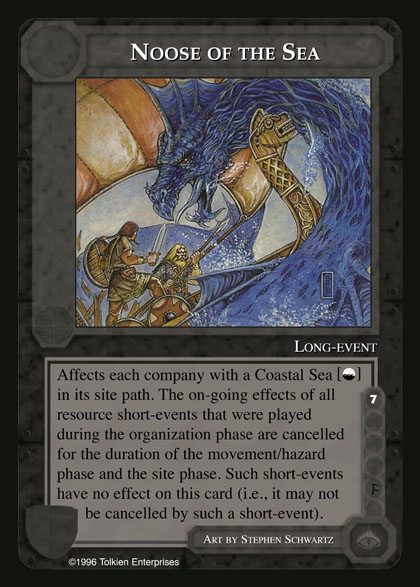 NOOSE OF THE SEA
LONG-EVENT
Affects each company with a Coastal Sea []
in its site path. The on-going effects of all
resource short-events that were played
during the organization phase are cancelled
for the duration of the movement/hazard
phase and the site phase. Such short-events
have no effect on this card (i.e., it may not
be cancelled by such a short-event).
7
ART BY STEPHEN SCHWARTZ
©1996 Tolkien Enterprises